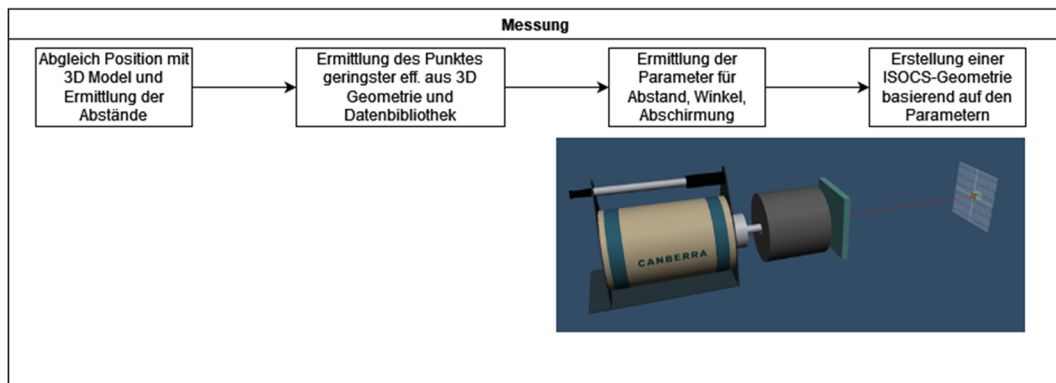 Messung
Abgleich Position mit
3D Model und
Ermittlung der
Abstände
Ermittlung des Punktes
geringster eff. aus 3D
Geometrie und
Datenbibliothek
Ermittlung der
Parameter für
Abstand, Winkel,
Abschirmung
Erstellung einer
ISOCS-Geometrie
basierend auf den
Parametern
CANBERRA